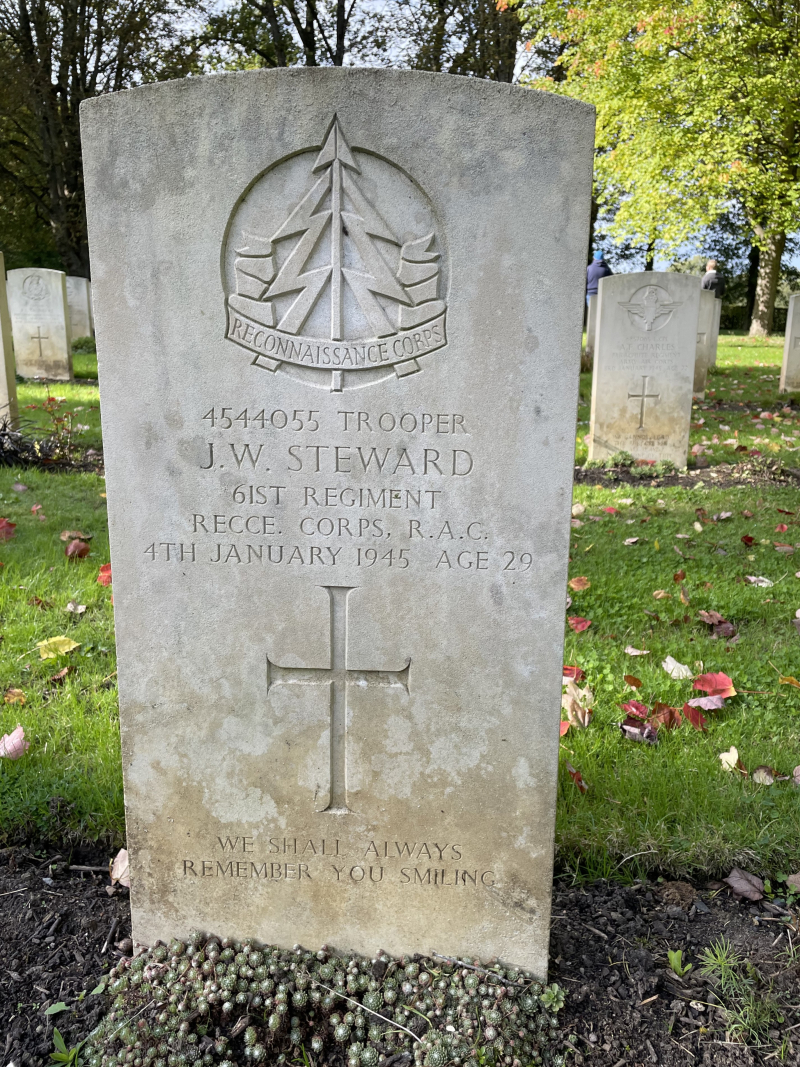 RECONNAISSANCE CORPS
4544055 TROOPER
J.W. STEWARD
61ST REGIMENT
RECCE. CORPS, R.A.C.
4TH JANUARY 1945 AGE 29
WE SHALL ALWAYS
REMEMBER YOU SMILING